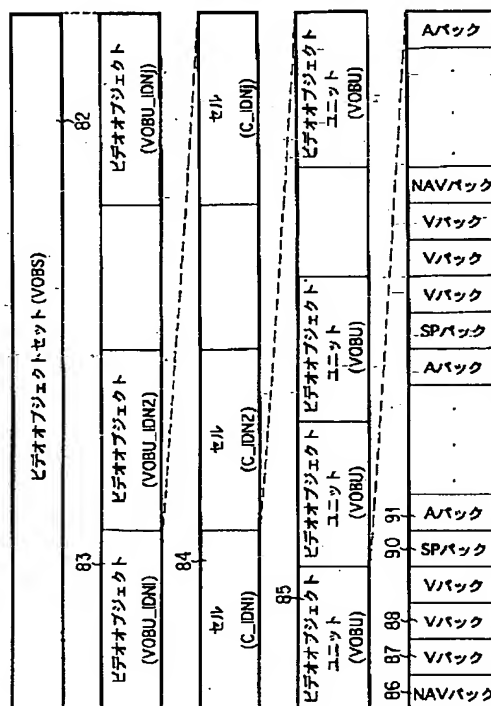 ビデオオブジェクトセット(VOBS)
82
83
ビデオオブジェクト
(VOBU_IDN1)
ビデオオブジェクト
(VOBU_IDN2)
ビデオオブジェクト
(VOBU_IDNj)
84
セル
(C_IDN1)
セル
(C_IDN2)
セル
(C_IDNj)
85
ビデオオブジェクト
ユニット
(VOBU)
ビデオオブジェクト
ユニット
(VOBU)
ビデオオブジェクト
ユニット
(VOBU)
ビデオオブジェクト
ユニット
(VOBU)
86
NAVパック
87
Vパック
88
Vパック
Vパック
90
SPパック
91
Aパック
Aパック
SPパック
Vパック
Vパック
Vパック
NAVパック
Aパック